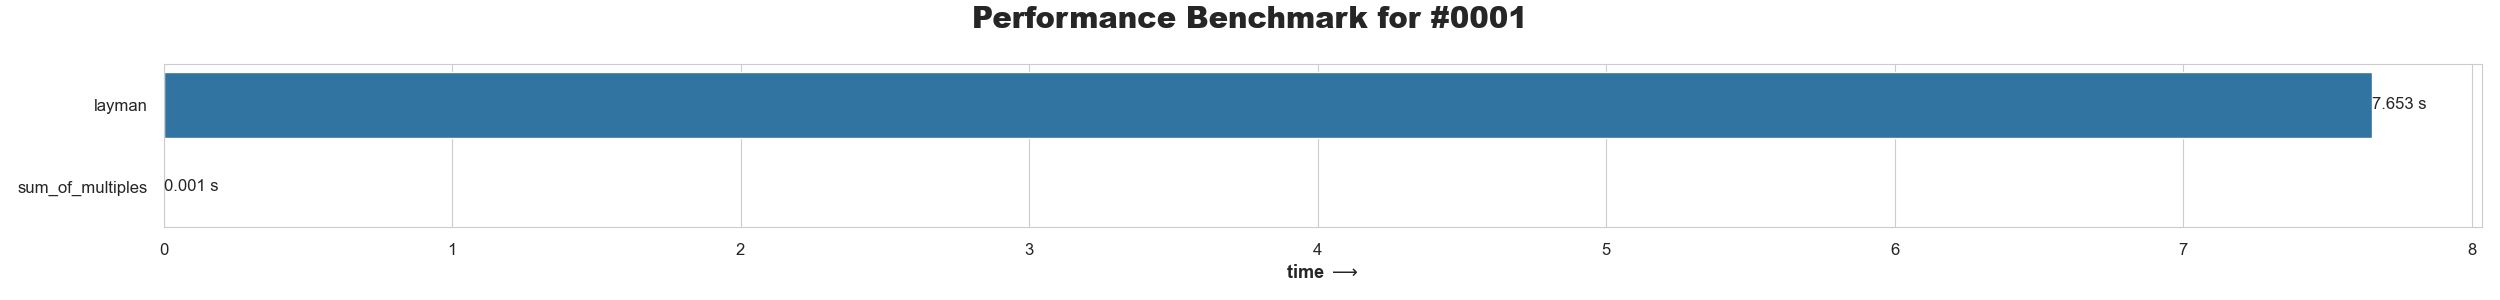 Performance Benchmark for #0001
layman
7.653 s
sum_of_multiples
0.001 s
0 1 2 3 4 5 6 7 8
time ⟶